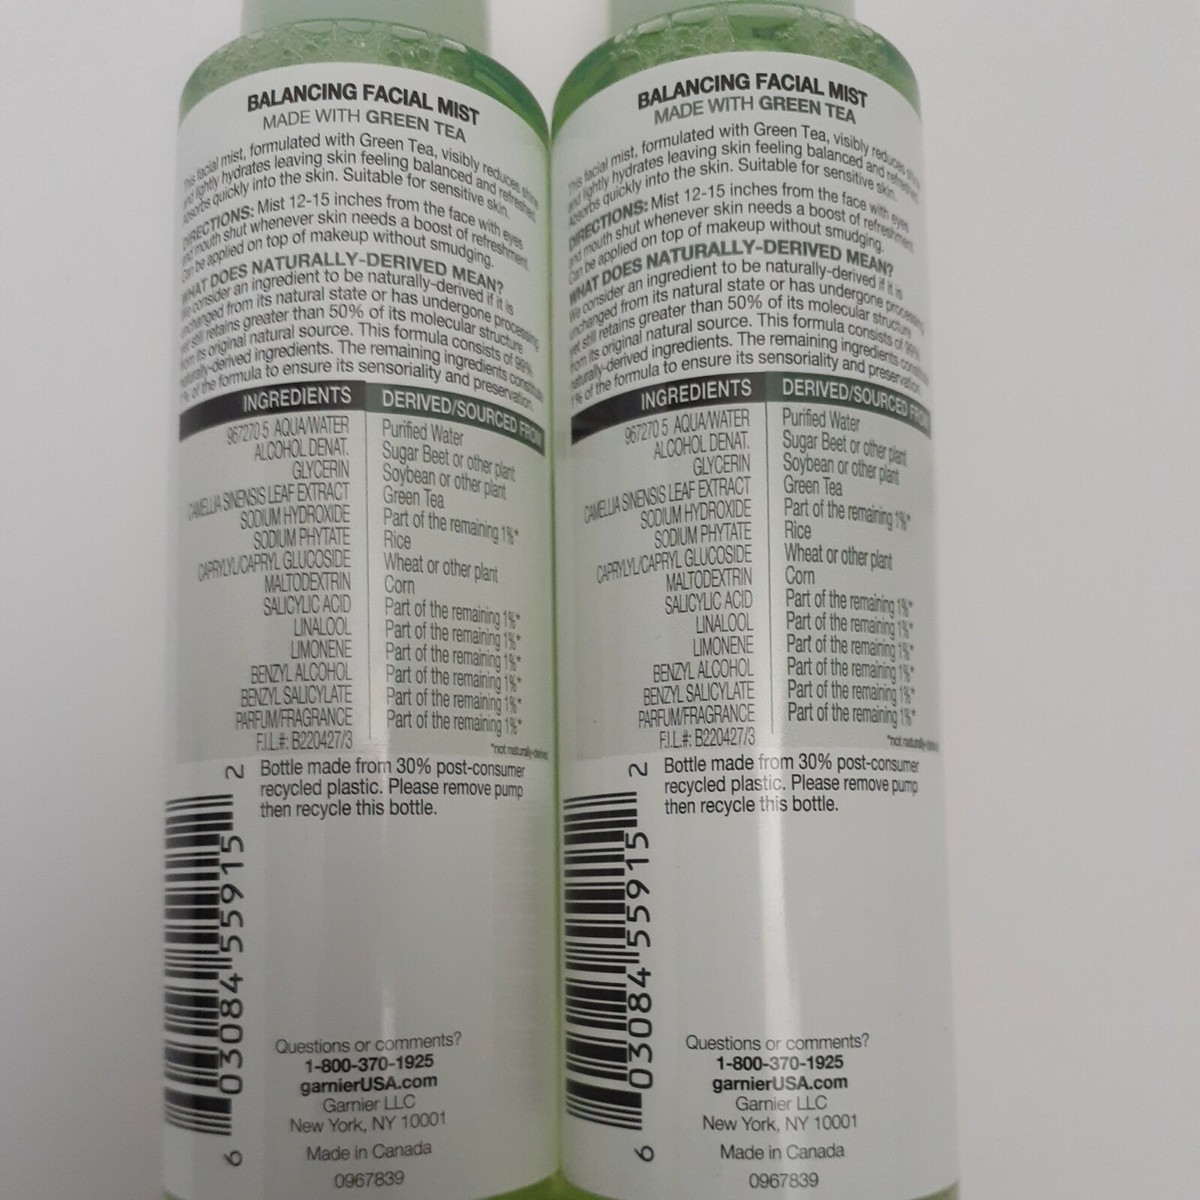 BALANCING FACIAL MIST
MADE WITH GREEN TEA
This facial mist, formulated with Green Tea, visibly reduces shine
and lightly hydrates leaving skin feeling balanced and refreshed.
Absorbs quickly into the skin. Suitable for sensitive skin.
DIRECTIONS: Mist 12-15 inches from the face with eyes
and mouth shut whenever skin needs a boost of refreshment.
Can be applied on top of makeup without smudging.
WHAT DOES NATURALLY-DERIVED MEAN?
We consider an ingredient to be naturally-derived if it is
unchanged from its natural state or has undergone processing
yet still retains greater than 50% of its molecular structure
from its original natural source. This formula consists of 99%
naturally-derived ingredients. The remaining ingredients constitute
1% of the formula to ensure its sensoriality and preservation.
INGREDIENTS DERIVED/SOURCED FROM
967270 5 AQUA/WATER Purified Water
ALCOHOL DENAT. Sugar Beet or other plant
GLYCERIN Soybean or other plant
CAMELLIA SINENSIS LEAF EXTRACT Green Tea
SODIUM HYDROXIDE Part of the remaining 1%*
SODIUM PHYTATE Rice
CAPRYLYL/CAPRYL GLUCOSIDE Wheat or other plant
MALTODEXTRIN Corn
SALICYLIC ACID Part of the remaining 1%*
LINALOOL Part of the remaining 1%*
LIMONENE Part of the remaining 1%*
BENZYL ALCOHOL Part of the remaining 1%*
BENZYL SALICYLATE Part of the remaining 1%*
PARFUM/FRAGRANCE Part of the remaining 1%*
F.I.L.#: B220427/3
*not naturally-derived
Bottle made from 30% post-consumer
recycled plastic. Please remove pump
then recycle this bottle.
6 03084 55915 2
Questions or comments?
1-800-370-1925
garnierUSA.com
Garnier LLC
New York, NY 10001
Made in Canada
0967839
BALANCING FACIAL MIST
MADE WITH GREEN TEA
This facial mist, formulated with Green Tea, visibly reduces shine
and lightly hydrates leaving skin feeling balanced and refreshed.
Absorbs quickly into the skin. Suitable for sensitive skin.
DIRECTIONS: Mist 12-15 inches from the face with eyes
and mouth shut whenever skin needs a boost of refreshment.
Can be applied on top of makeup without smudging.
WHAT DOES NATURALLY-DERIVED MEAN?
We consider an ingredient to be naturally-derived if it is
unchanged from its natural state or has undergone processing
yet still retains greater than 50% of its molecular structure
from its original natural source. This formula consists of 99%
naturally-derived ingredients. The remaining ingredients constitute
1% of the formula to ensure its sensoriality and preservation.
INGREDIENTS DERIVED/SOURCED FROM
967270 5 AQUA/WATER Purified Water
ALCOHOL DENAT. Sugar Beet or other plant
GLYCERIN Soybean or other plant
CAMELLIA SINENSIS LEAF EXTRACT Green Tea
SODIUM HYDROXIDE Part of the remaining 1%*
SODIUM PHYTATE Rice
CAPRYLYL/CAPRYL GLUCOSIDE Wheat or other plant
MALTODEXTRIN Corn
SALICYLIC ACID Part of the remaining 1%*
LINALOOL Part of the remaining 1%*
LIMONENE Part of the remaining 1%*
BENZYL ALCOHOL Part of the remaining 1%*
BENZYL SALICYLATE Part of the remaining 1%*
PARFUM/FRAGRANCE Part of the remaining 1%*
F.I.L.#: B220427/3
*not naturally-derived
Bottle made from 30% post-consumer
recycled plastic. Please remove pump
then recycle this bottle.
6 03084 55915 2
Questions or comments?
1-800-370-1925
garnierUSA.com
Garnier LLC
New York, NY 10001
Made in Canada
0967839